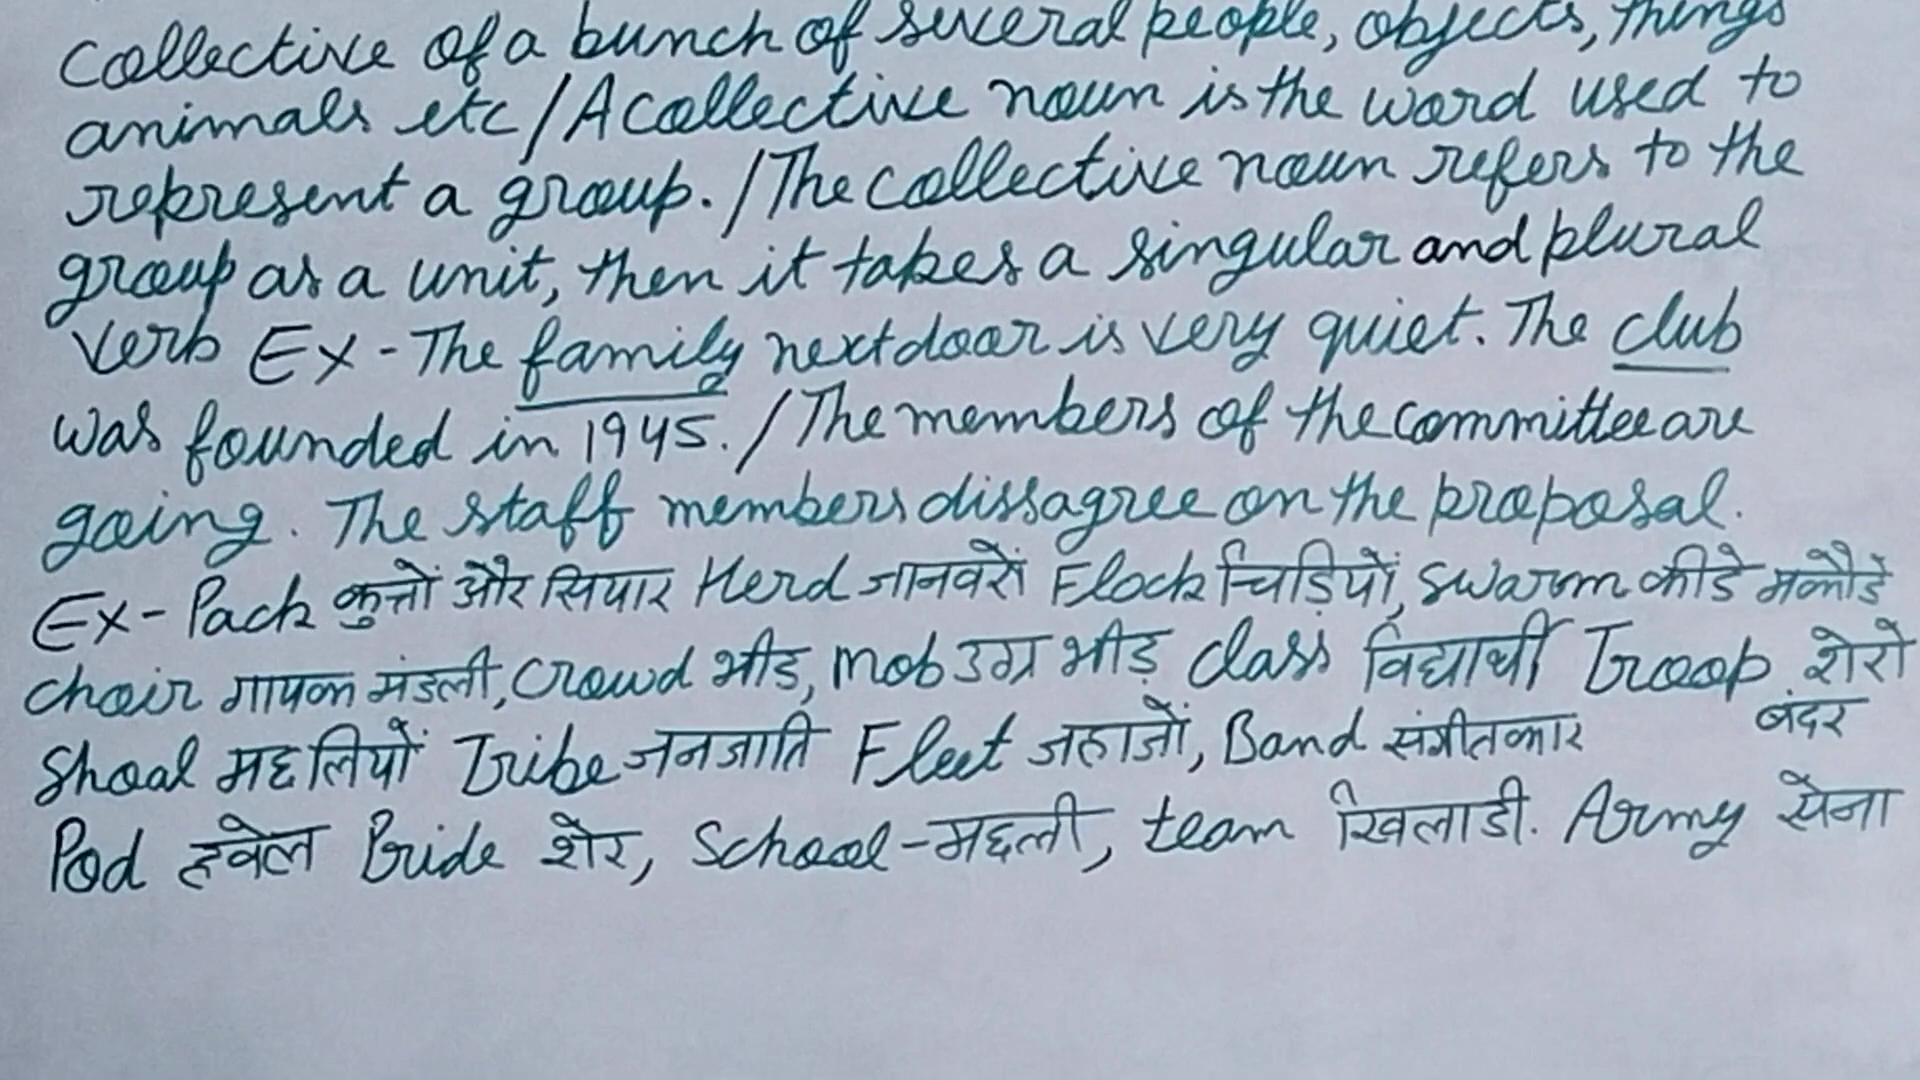 Collective of a bunch of several people, objects, things
animals etc / A collective noun is the word used to
represent a group. / The collective noun refers to the
group as a unit, then it takes a singular and plural
Verb Ex - The family next door is very quiet. The club
was founded in 1945. / The members of the committee are
going. The staff members dissagree on the proposal.
Ex - Pack कुत्तों और सियार Herd जानवरों Flock चिडियों, Swarm कीडे मकौडे
Choir गायक मंडली, Crowd भीड, mob उग्र भीड़ class विद्यार्थी Troop शेरो
बंदर
Shoal मछलियों Tribe जनजाति Fleet जहाजों, Band संगीतकार
Pod हवेल Pride शेर, School - मछली, team खिलाडी. Army सेना